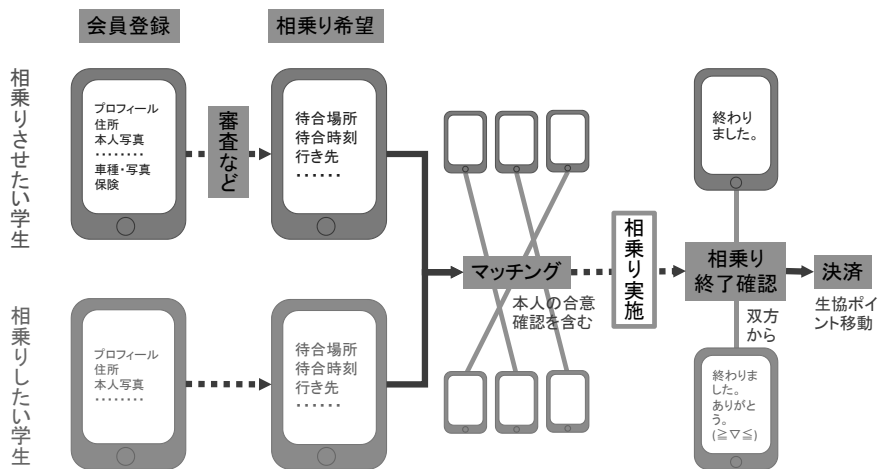 会員登録
相乗り希望
相乗りさせたい学生
プロフィール
住所
本人写真
・・・・・・・・
車種・写真
保険
審査など
待合場所
待合時刻
行き先
・・・・・・
終わり
ました。
マッチング
本人の合意
確認を含む
相乗り実施
相乗り
終了確認
決済
生協ポイ
ント移動
双方
から
相乗りしたい学生
プロフィール
住所
本人写真
・・・・・・・・
待合場所
待合時刻
行き先
・・・・・・
終わりま
した。
ありがと
う。
(≧▽≦)